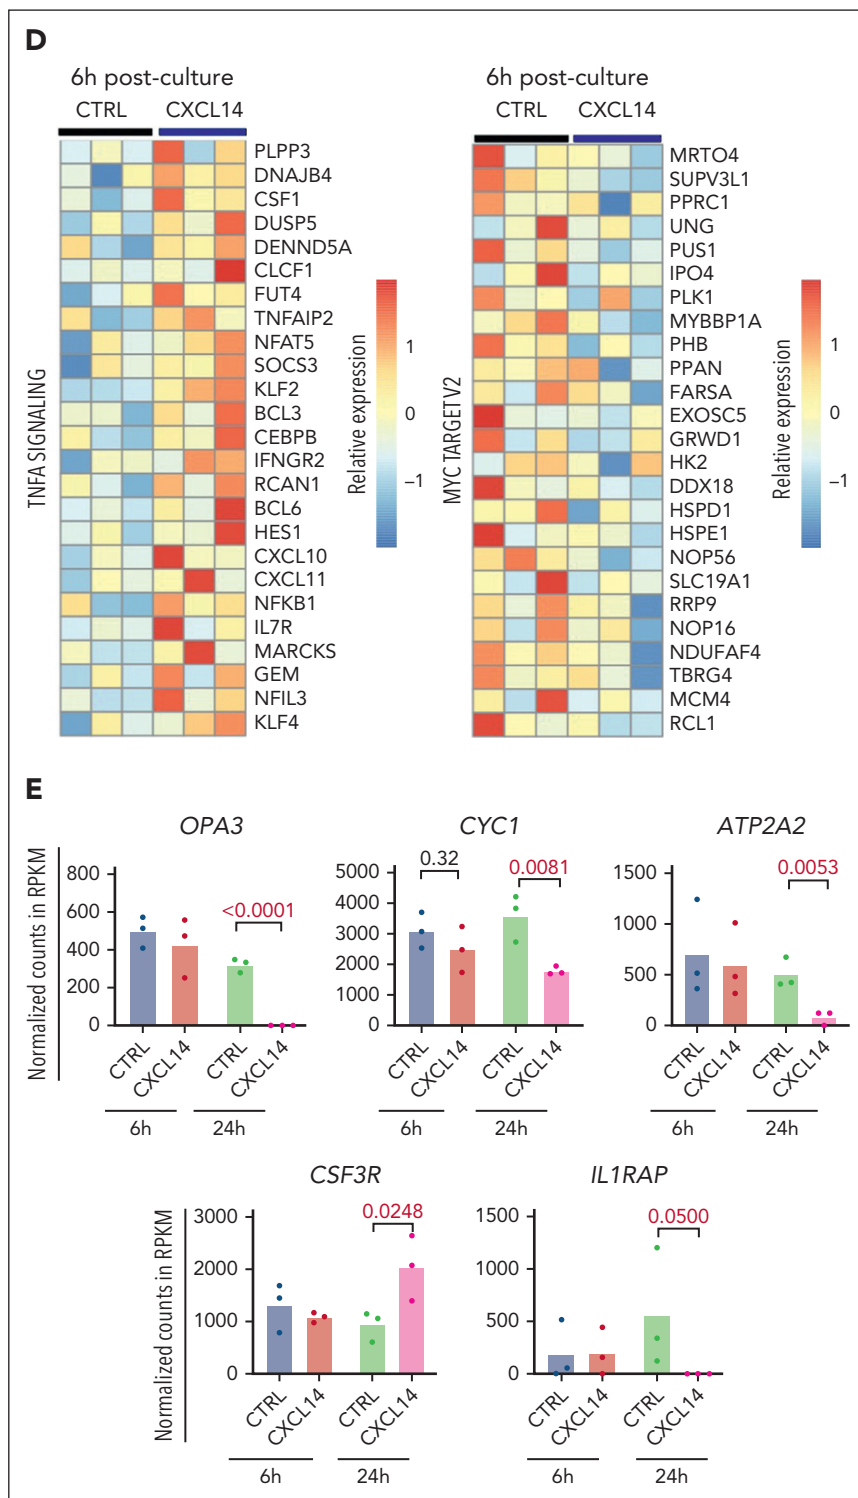 D
6h post-culture
CTRL CXCL14
PLPP3
DNAJB4
CSF1
DUSP5
DENND5A
CLCF1
FUT4
TNFAIP2
NFAT5
SOCS3
KLF2
BCL3
CEBPB
IFNGR2
RCAN1
BCL6
HES1
CXCL10
CXCL11
NFKB1
IL7R
MARCKS
GEM
NFIL3
KLF4
TNFA SIGNALING
Relative expression
1
0
−1
6h post-culture
CTRL CXCL14
MRTO4
SUPV3L1
PPRC1
UNG
PUS1
IPO4
PLK1
MYBBP1A
PHB
PPAN
FARSA
EXOSC5
GRWD1
HK2
DDX18
HSPD1
HSPE1
NOP56
SLC19A1
RRP9
NOP16
NDUFAF4
TBRG4
MCM4
RCL1
MYC TARGETV2
Relative expression
1
0
−1
E
Normalized counts in RPKM
OPA3
800
600
400
200
0
<0.0001
CTRL
CXCL14
CTRL
CXCL14
6h 24h
CYC1
5000
4000
3000
2000
1000
0
0.32
0.0081
CTRL
CXCL14
CTRL
CXCL14
6h 24h
ATP2A2
1500
1000
500
0
0.0053
CTRL
CXCL14
CTRL
CXCL14
6h 24h
Normalized counts in RPKM
CSF3R
3000
2000
1000
0
0.0248
CTRL
CXCL14
CTRL
CXCL14
6h 24h
IL1RAP
1500
1000
500
0
0.0500
CTRL
CXCL14
CTRL
CXCL14
6h 24h